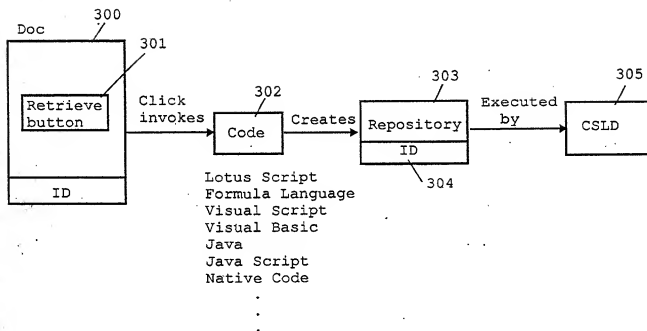 Doc
300
301
Retrieve
button
ID
Click
invokes
302
Code
Creates
303
Repository
ID
304
Executed
by
305
CSLD
Lotus Script
Formula Language
Visual Script
Visual Basic
Java
Java Script
Native Code